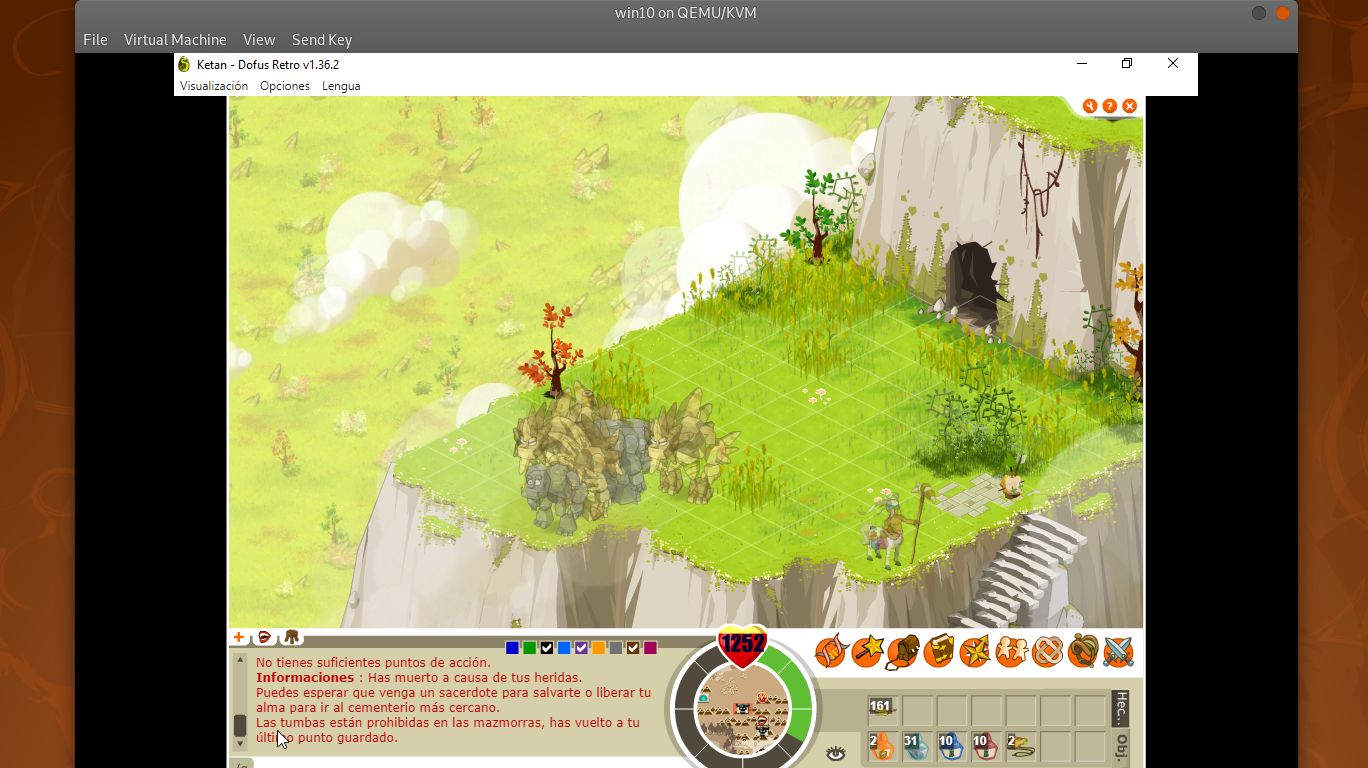 win10 on QEMU/KVM
File Virtual Machine View Send Key
Ketan - Dofus Retro v1.36.2
Visualización Opciones Lengua
1252
No tienes suficientes puntos de acción.
Informaciones : Has muerto a causa de tus heridas.
Puedes esperar que venga un sacerdote para salvarte o liberar tu
alma para ir al cementerio más cercano.
Las tumbas están prohibidas en las mazmorras, has vuelto a tu
último punto guardado.
161
Hec...
2 31 10 10 2
Obj.